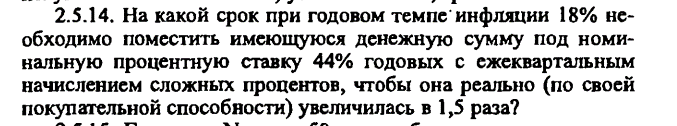 2.5.14. На какой срок при годовом темпе инфляции 18% не-
обходимо поместить имеющуюся денежную сумму под номи-
нальную процентную ставку 44% годовых с ежеквартальным
начислением сложных процентов, чтобы она реально (по своей
покупательной способности) увеличилась в 1,5 раза?